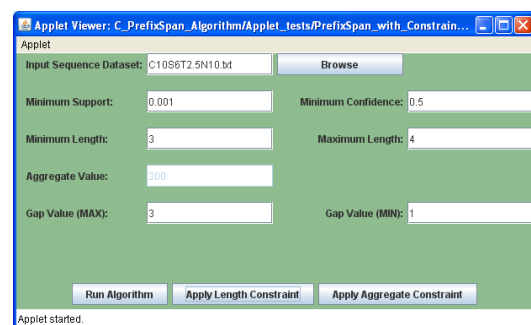 Applet Viewer: C_PrefixSpan_Algorithm/Applet_tests/PrefixSpan_with_Constrain...
Applet
Input Sequence Dataset: C10S6T2.5N10.txt Browse
Minimum Support: 0.001 Minimum Confidence: 0.5
Minimum Length: 3 Maximum Length: 4
Aggregate Value: 300
Gap Value (MAX): 3 Gap Value (MIN): 1
Run Algorithm Apply Length Constraint Apply Aggregate Constraint
Applet started.